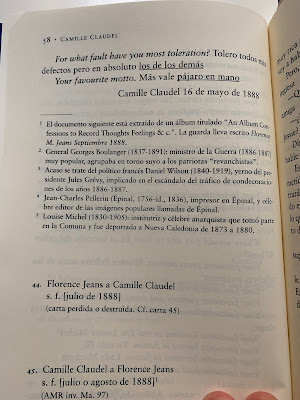 58 • CAMILLE CLAUDEL
For what fault have you most toleration? Tolero todos mis
defectos pero en absoluto los de los demás
Your favourite motto. Más vale pájaro en mano
Camille Claudel 16 de mayo de 1888
1 El documento siguiente está extraído de un álbum titulado "An Album Con-
fessions to Record Thoughts Feelings & c.". La guarda lleva escrito Florence
M. Jeans Septiembre 1888.
2 General Georges Boulanger (1837-1891): ministro de la Guerra (1886-1887)
muy popular, agrupaba en torno suyo a los patriotas "revanchistas".
3 Acaso se trate del político francés Daniel Wilson (1840-1919), yerno del presi-
dente Jules Grévy, implicado en el escándalo del tráfico de condecoracio-
nes de los años 1886-1887.
4 Jean-Charles Pellerin (Épinal, 1756-íd., 1836), impresor en Épinal, y céle-
bre editor de las imágenes populares llamadas de Épinal.
5 Louise Michel (1830-1905): institutriz y célebre anarquista que tomó parte
en la Comuna y fue deportada a Nueva Caledonia de 1873 a 1880.
44. Florence Jeans a Camille Claudel
s. f. [julio de 1888]
(carta perdida o destruida. Cf. carta 45)
45. Camille Claudel a Florence Jeans
s. f. [julio o agosto de 1888]1
(AMR inv. Ma. 97)